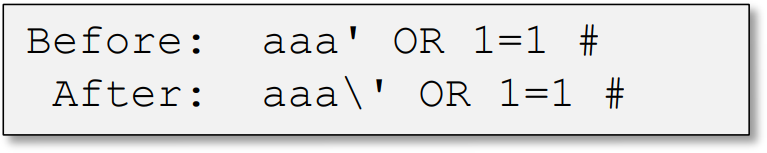 Before:  aaa' OR 1=1 #
After:  aaa\' OR 1=1 #